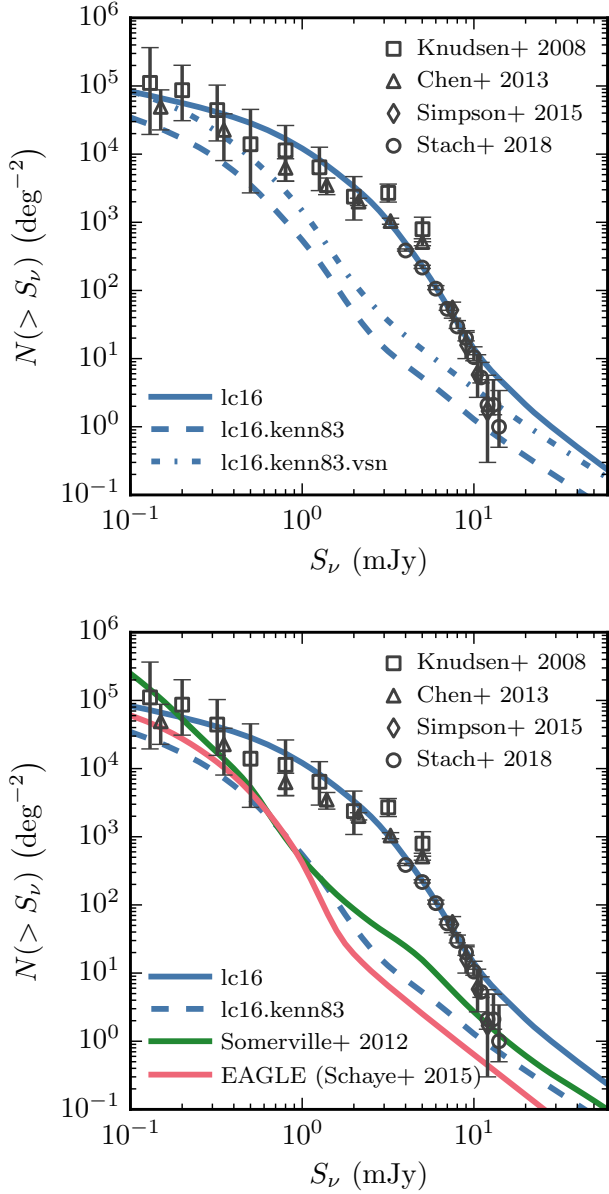 10^6
10^5
10^4
10^3
10^2
10^1
10^0
10^−1
N(> S_ν) (deg^−2)
Knudsen+ 2008
Chen+ 2013
Simpson+ 2015
Stach+ 2018
lc16
lc16.kenn83
lc16.kenn83.vsn
10^−1 10^0 10^1
S_ν (mJy)
10^6
10^5
10^4
10^3
10^2
10^1
10^0
10^−1
N(> S_ν) (deg^−2)
Knudsen+ 2008
Chen+ 2013
Simpson+ 2015
Stach+ 2018
lc16
lc16.kenn83
Somerville+ 2012
EAGLE (Schaye+ 2015)
10^−1 10^0 10^1
S_ν (mJy)